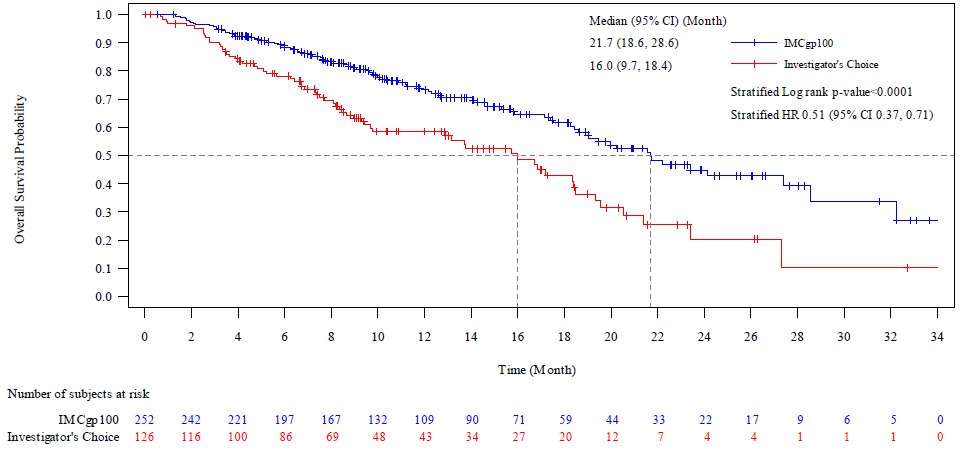 Median (95% CI) (Month)
21.7 (18.6, 28.6) IMCgp100
16.0 (9.7, 18.4) Investigator's Choice
Stratified Log rank p-value<0.0001
Stratified HR 0.51 (95% CI 0.37, 0.71)
Overall Survival Probability
1.0
0.9
0.8
0.7
0.6
0.5
0.4
0.3
0.2
0.1
0.0
0 2 4 6 8 10 12 14 16 18 20 22 24 26 28 30 32 34
Time (Month)
Number of subjects at risk
IMCgp100 252 242 221 197 167 132 109 90 71 59 44 33 22 17 9 6 5 0
Investigator's Choice 126 116 100 86 69 48 43 34 27 20 12 7 4 4 1 1 1 0